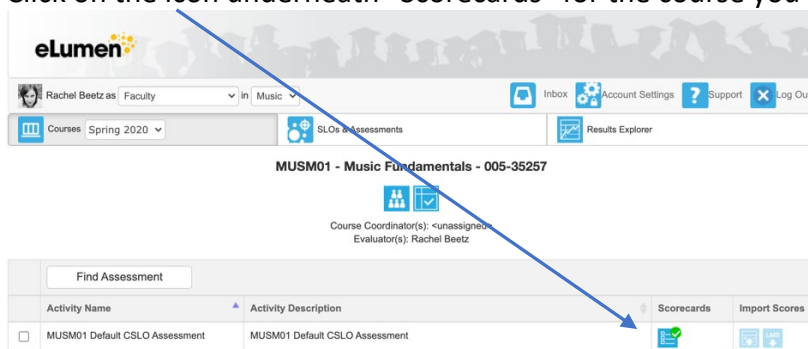 Click on the icon underneath "Scorecards" for the course you
eLumen
Rachel Beetz as Faculty in Music Inbox Account Settings ? Support Log Ou
Courses Spring 2020 SLOs & Assessments Results Explorer
MUSM01 - Music Fundamentals - 005-35257
Course Coordinator(s): <unassigned>
Evaluator(s): Rachel Beetz
Find Assessment
Activity Name Activity Description Scorecards Import Scores
MUSM01 Default CSLO Assessment MUSM01 Default CSLO Assessment LMS